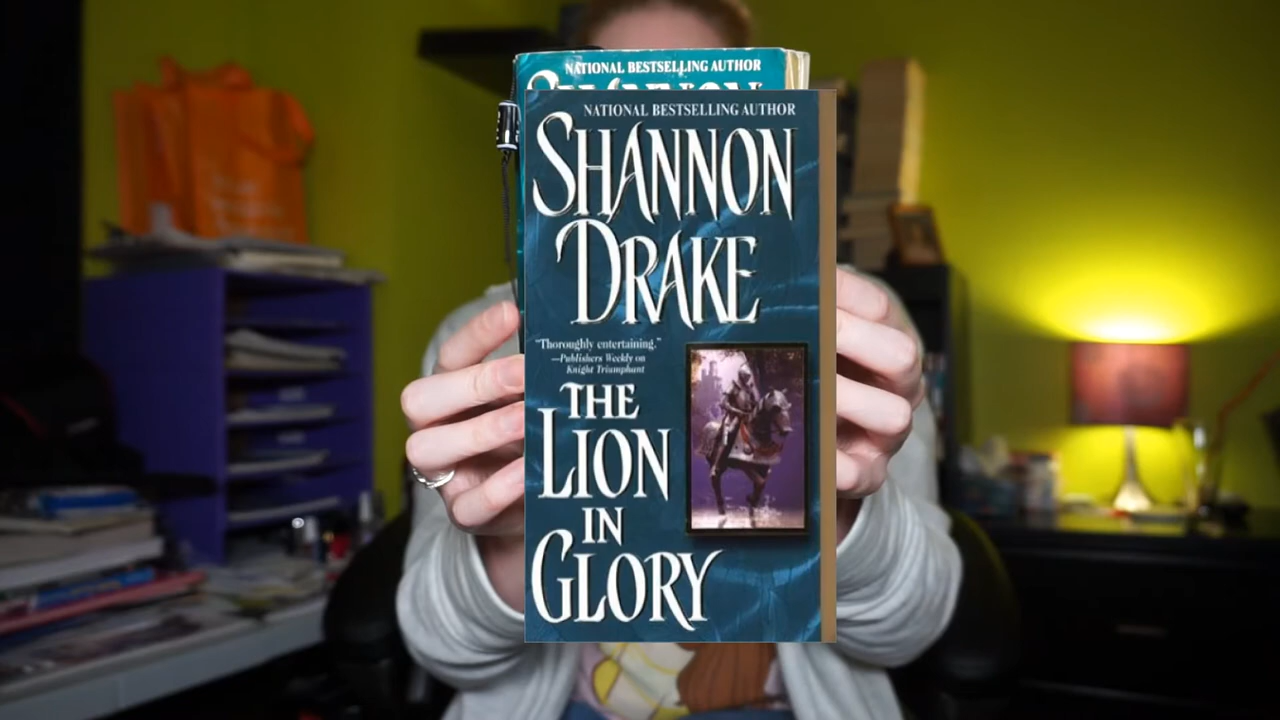 NATIONAL BESTSELLING AUTHOR
SHANNON
NATIONAL BESTSELLING AUTHOR
SHANNON
DRAKE
"Thoroughly entertaining."
—Publishers Weekly on
Knight Triumphant
THE
LION
IN
GLORY